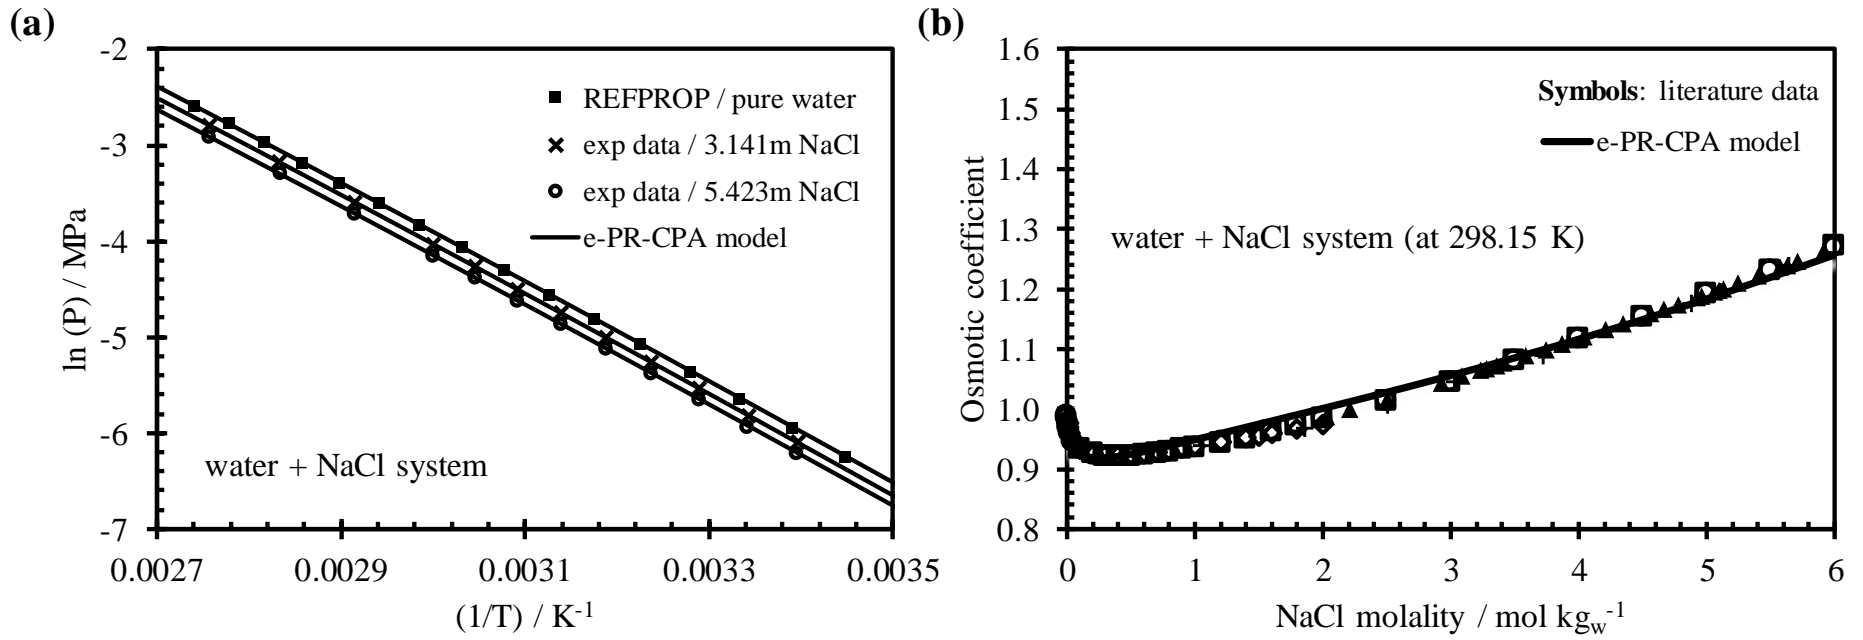 (a)
-2
-3
-4
-5
-6
-7
ln (P) / MPa
REFPROP / pure water
exp data / 3.141m NaCl
exp data / 5.423m NaCl
e-PR-CPA model
water + NaCl system
0.0027 0.0029 0.0031 0.0033 0.0035
(1/T) / K-1
(b)
1.6
1.5
1.4
1.3
1.2
1.1
1.0
0.9
0.8
Osmotic coefficient
Symbols: literature data
e-PR-CPA model
water + NaCl system (at 298.15 K)
0 1 2 3 4 5 6
NaCl molality / mol kgw-1